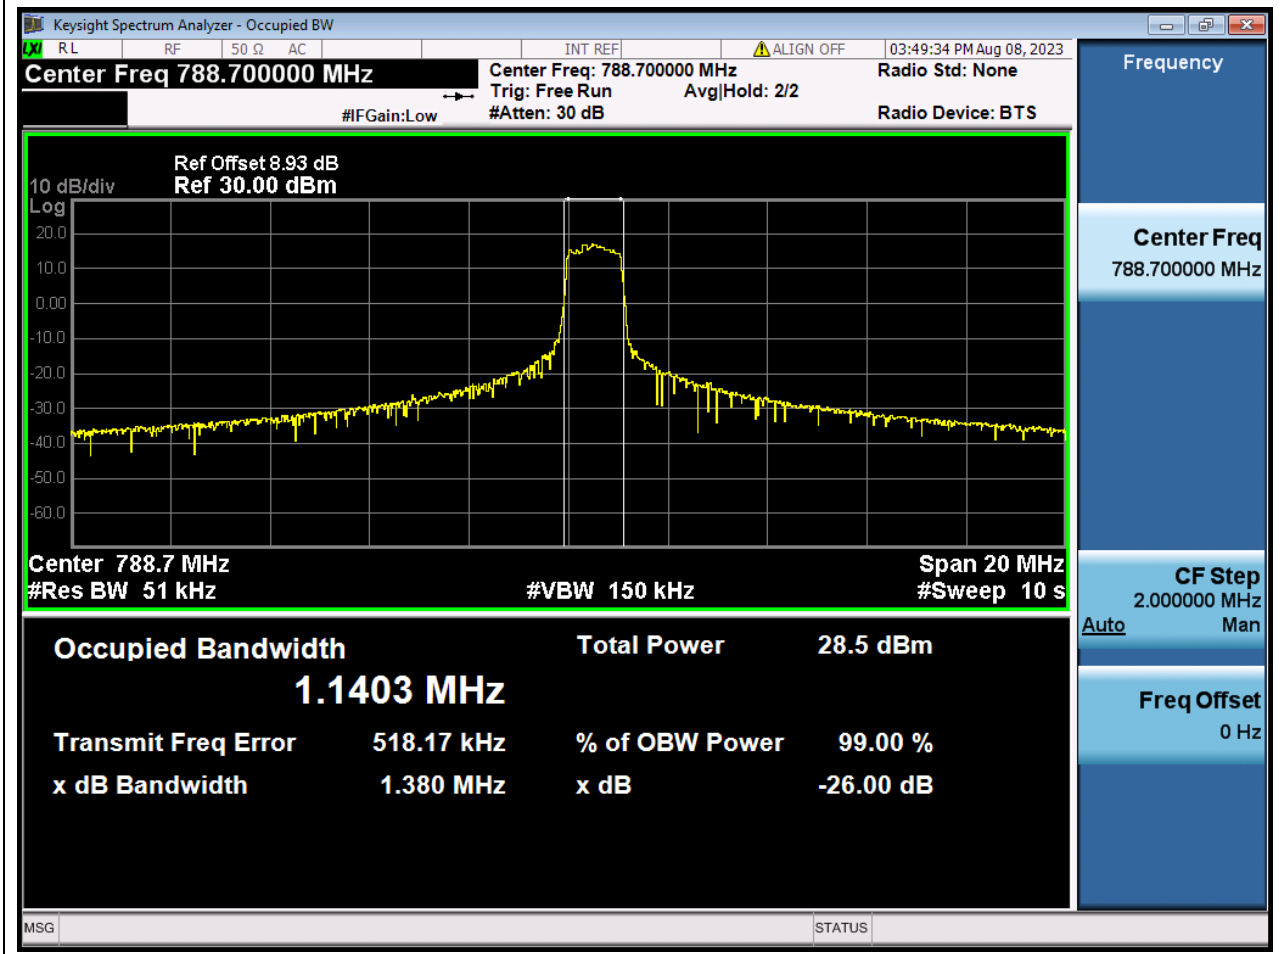 Keysight Spectrum Analyzer - Occupied BW
LXI RL RF 50 Ω AC INT REF ALIGN OFF 03:49:34 PM Aug 08, 2023
Center Freq 788.700000 MHz
Center Freq: 788.700000 MHz
Radio Std: None
Trig: Free Run Avg|Hold: 2/2
#IFGain:Low #Atten: 30 dB Radio Device: BTS
Ref Offset 8.93 dB
10 dB/div Ref 30.00 dBm
Log
20.0
10.0
0.00
-10.0
-20.0
-30.0
-40.0
-50.0
-60.0
Center 788.7 MHz Span 20 MHz
#Res BW 51 kHz #VBW 150 kHz #Sweep 10 s
Occupied Bandwidth Total Power 28.5 dBm
1.1403 MHz
Transmit Freq Error 518.17 kHz % of OBW Power 99.00 %
x dB Bandwidth 1.380 MHz x dB -26.00 dB
MSG STATUS
Frequency
Center Freq
788.700000 MHz
CF Step
2.000000 MHz
Auto Man
Freq Offset
0 Hz